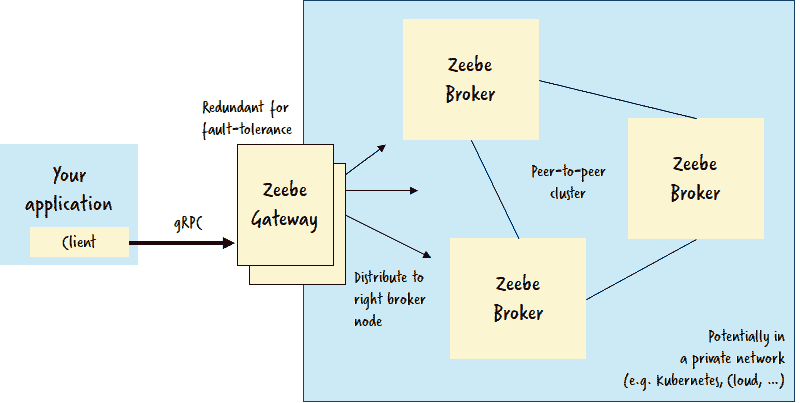 Your
application
Client
gRPC
Redundant for
fault-tolerance
Zeebe
Gateway
Distribute to
right broker
node
Zeebe
Broker
Peer-to-peer
cluster
Zeebe
Broker
Zeebe
Broker
Potentially in
a private network
(e.g. Kubernetes, Cloud, ...)